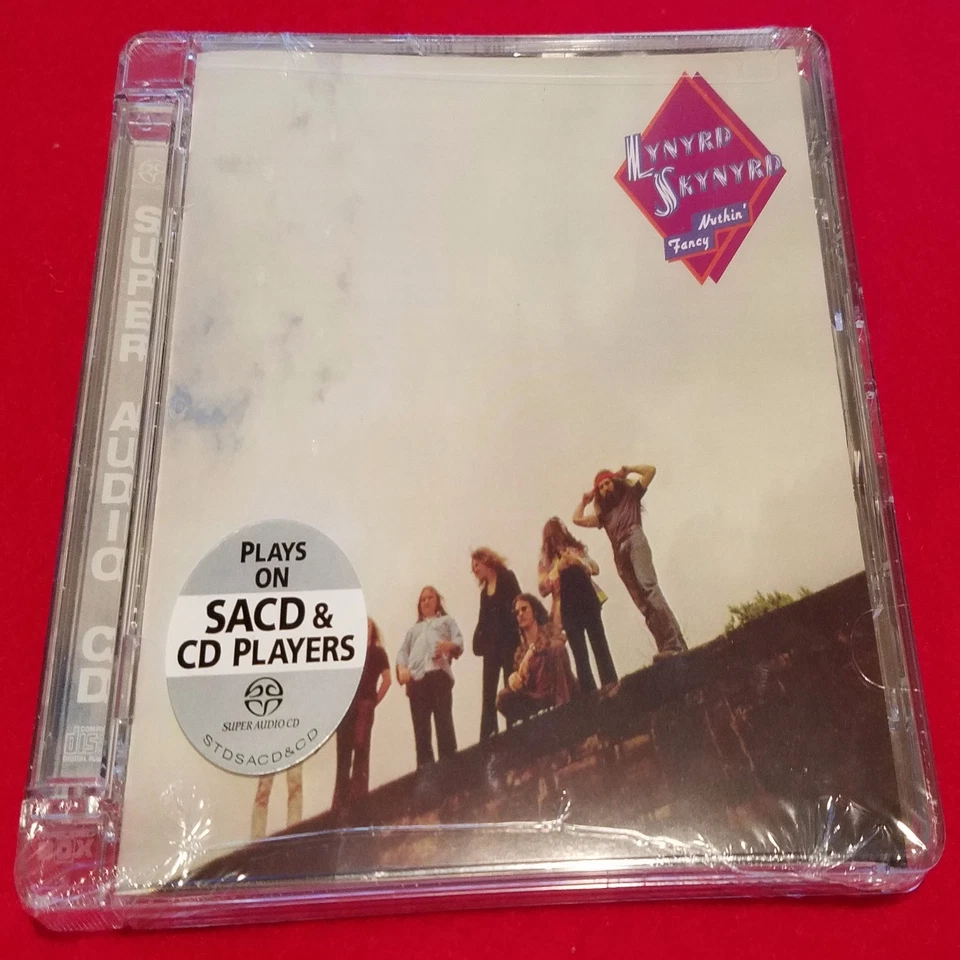 LYNYRD
SKYNYRD
Nuthin'
Fancy
SUPER AUDIO CD
PLAYS
ON
SACD &
CD PLAYERS
SUPER AUDIO CD
STDSACD&CD